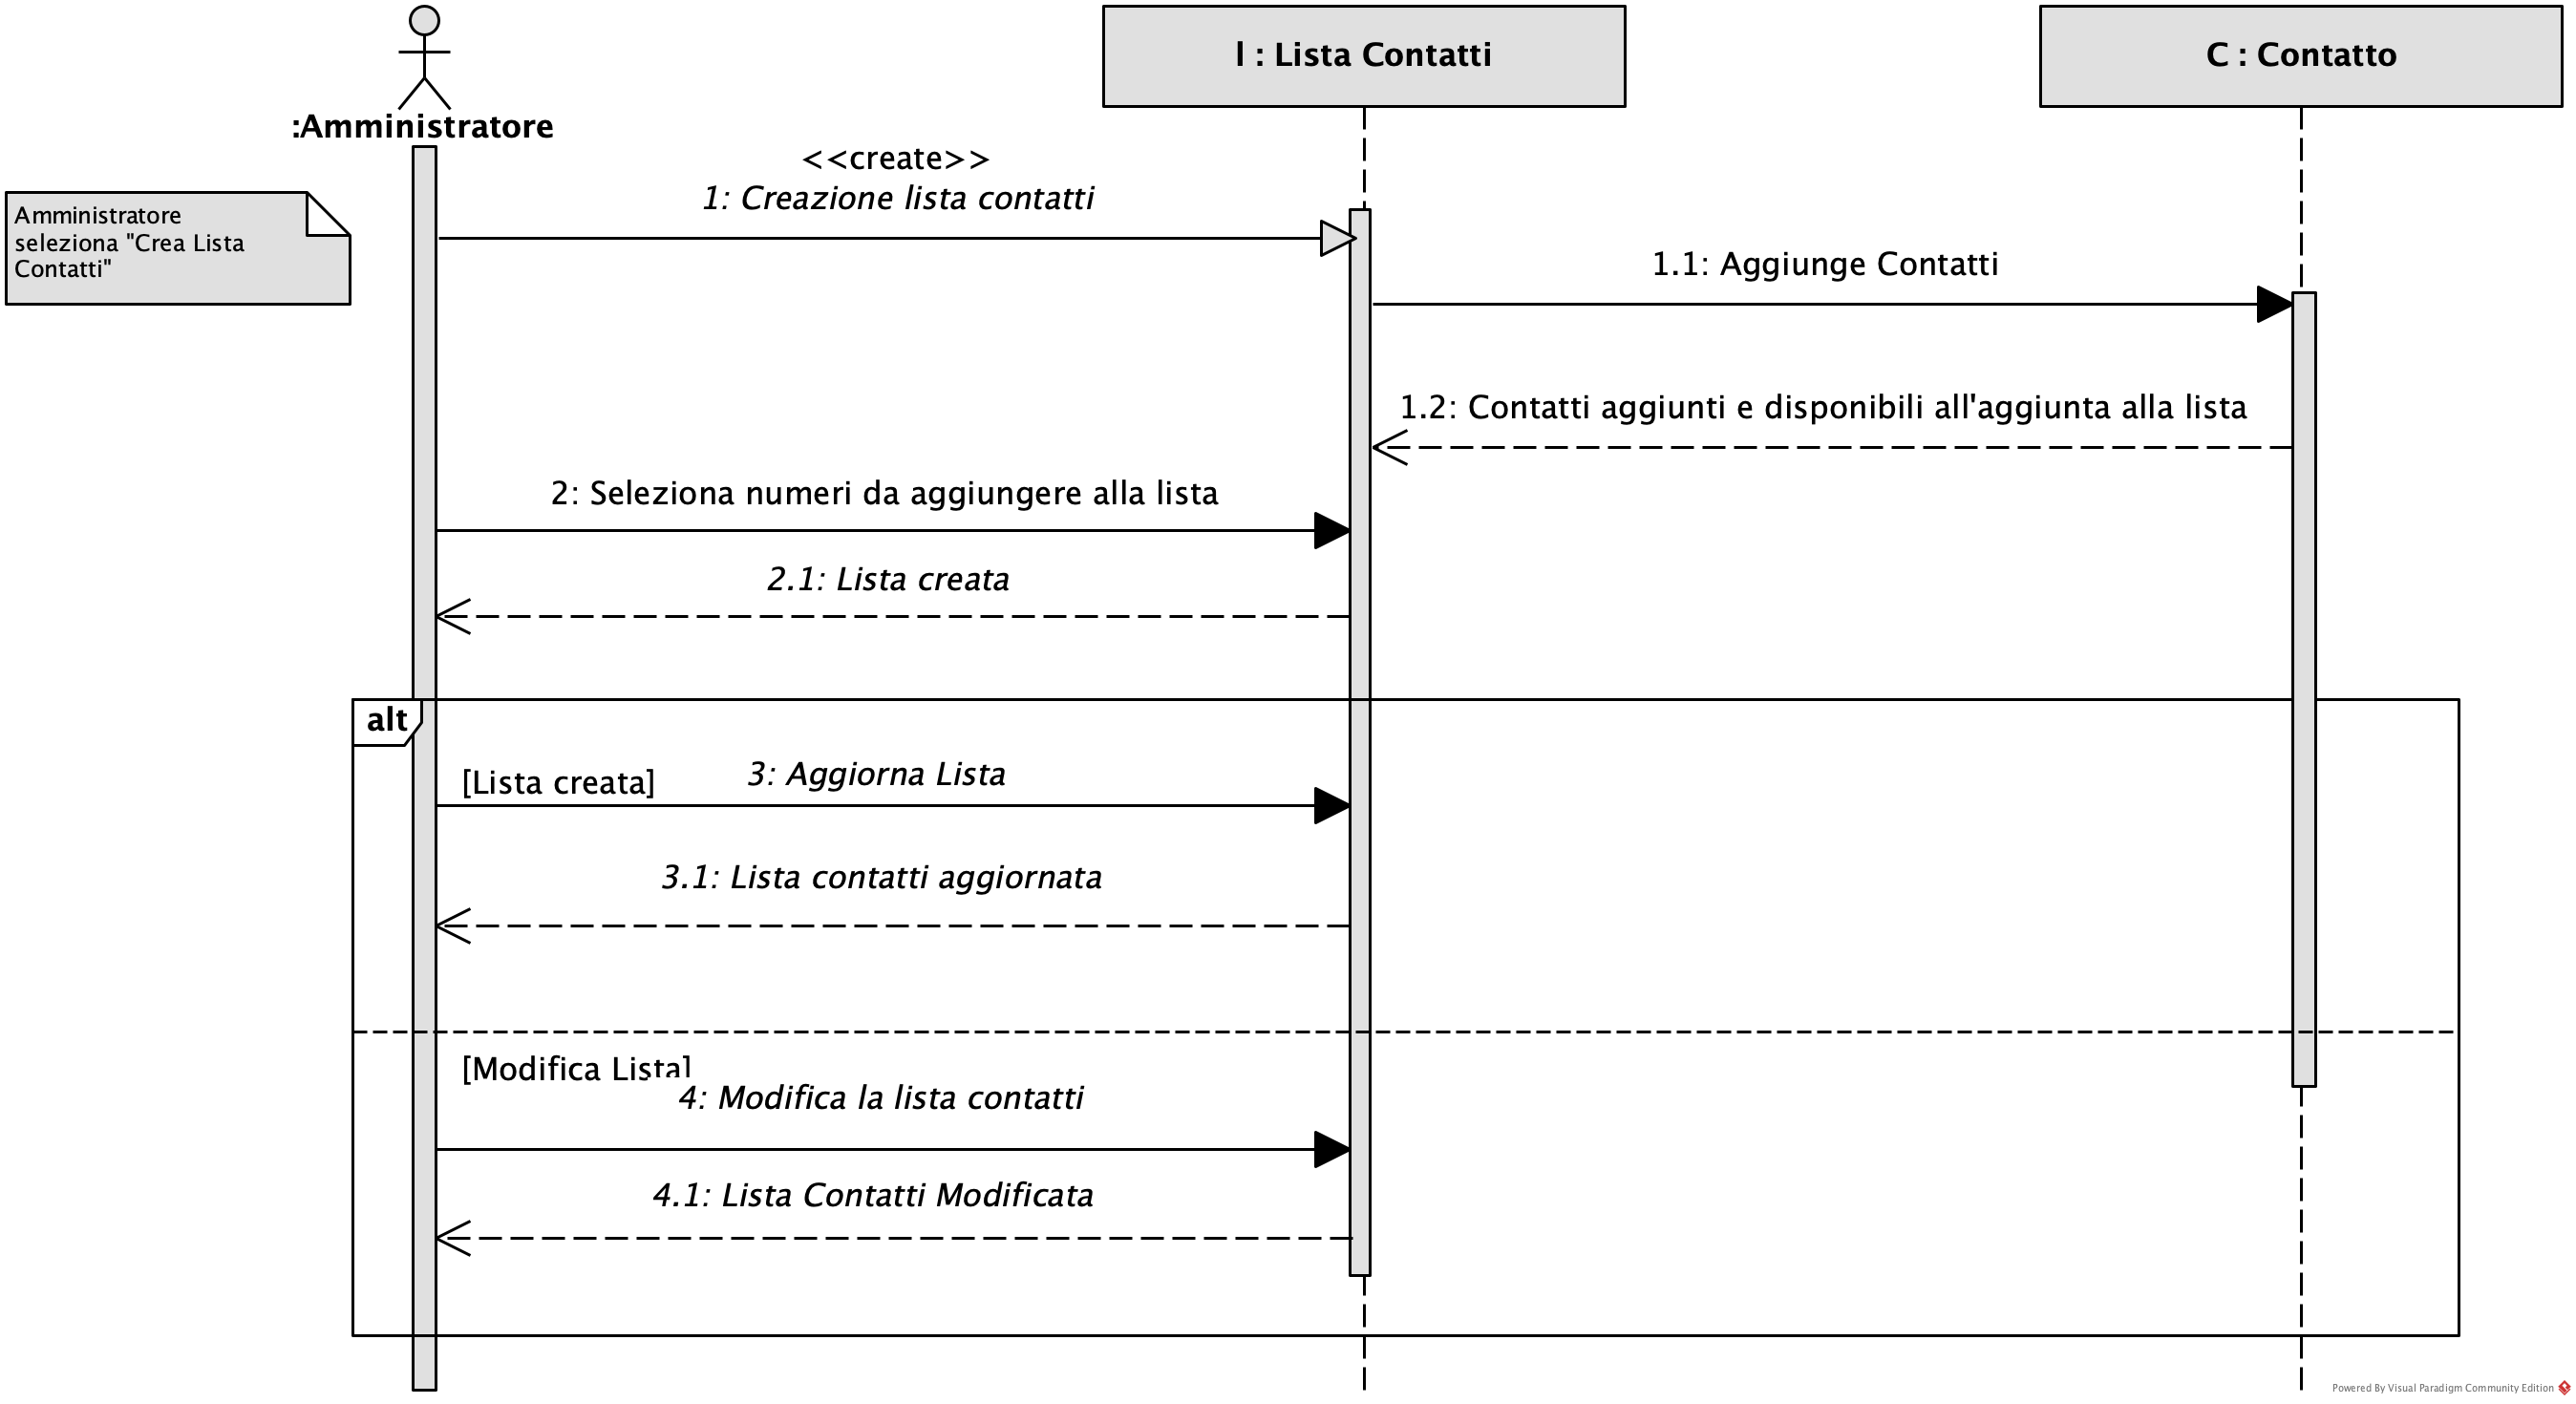 l : Lista Contatti
C : Contatto
:Amministratore
<<create>>
1: Creazione lista contatti
Amministratore
seleziona "Crea Lista
Contatti"
1.1: Aggiunge Contatti
1.2: Contatti aggiunti e disponibili all'aggiunta alla lista
2: Seleziona numeri da aggiungere alla lista
2.1: Lista creata
alt
[Lista creata]
3: Aggiorna Lista
3.1: Lista contatti aggiornata
[Modifica Lista]
4: Modifica la lista contatti
4.1: Lista Contatti Modificata
Powered By Visual Paradigm Community Edition